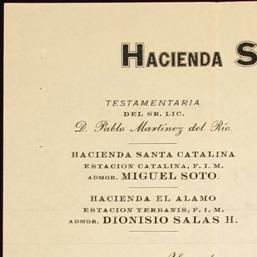 HACIENDA S
TESTAMENTARIA
DEL SR. LIC.
D. Pablo Martínez del Río.
HACIENDA SANTA CATALINA
ESTACION CATALINA, F. I. M.
ADMOR. MIGUEL SOTO.
HACIENDA EL ALAMO
ESTACION YERBANIS, F. I. M.
ADMOR. DIONISIO SALAS H.